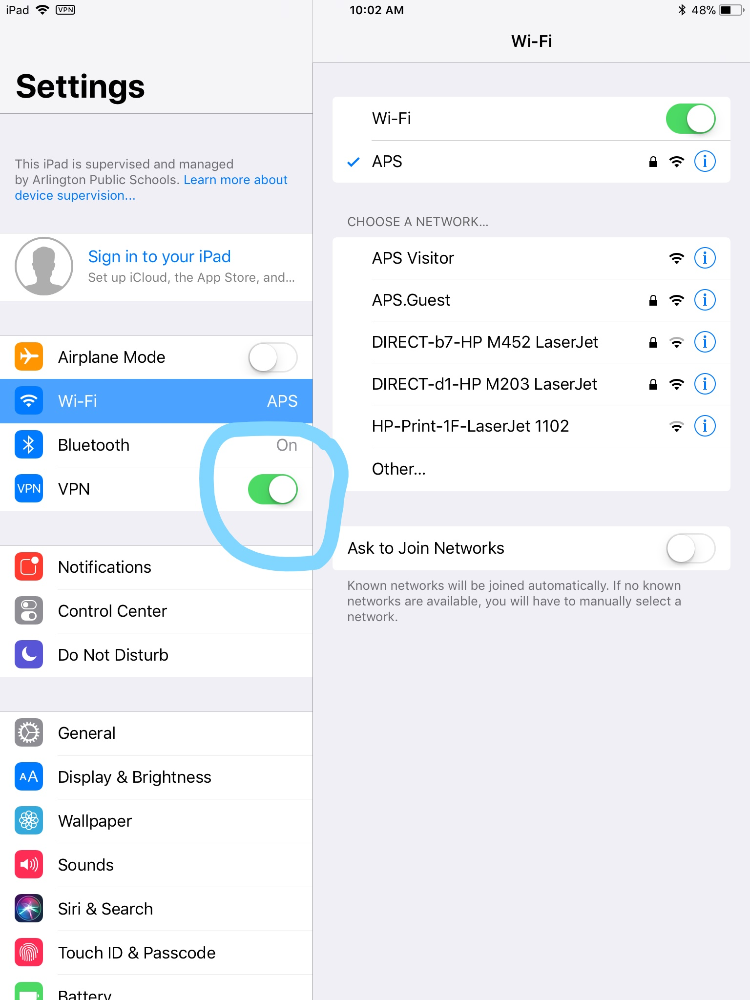 iPad VPN 10:02 AM 48%
Settings
This iPad is supervised and managed
by Arlington Public Schools. Learn more about
device supervision...
Sign in to your iPad
Set up iCloud, the App Store, and...
Airplane Mode
Wi-Fi APS
Bluetooth On
VPN VPN
Notifications
Control Center
Do Not Disturb
General
AA Display & Brightness
Wallpaper
Sounds
Siri & Search
Touch ID & Passcode
Battery
Wi-Fi
Wi-Fi
APS
CHOOSE A NETWORK...
APS Visitor
APS.Guest
DIRECT-b7-HP M452 LaserJet
DIRECT-d1-HP M203 LaserJet
HP-Print-1F-LaserJet 1102
Other...
Ask to Join Networks
Known networks will be joined automatically. If no known
networks are available, you will have to manually select a
network.